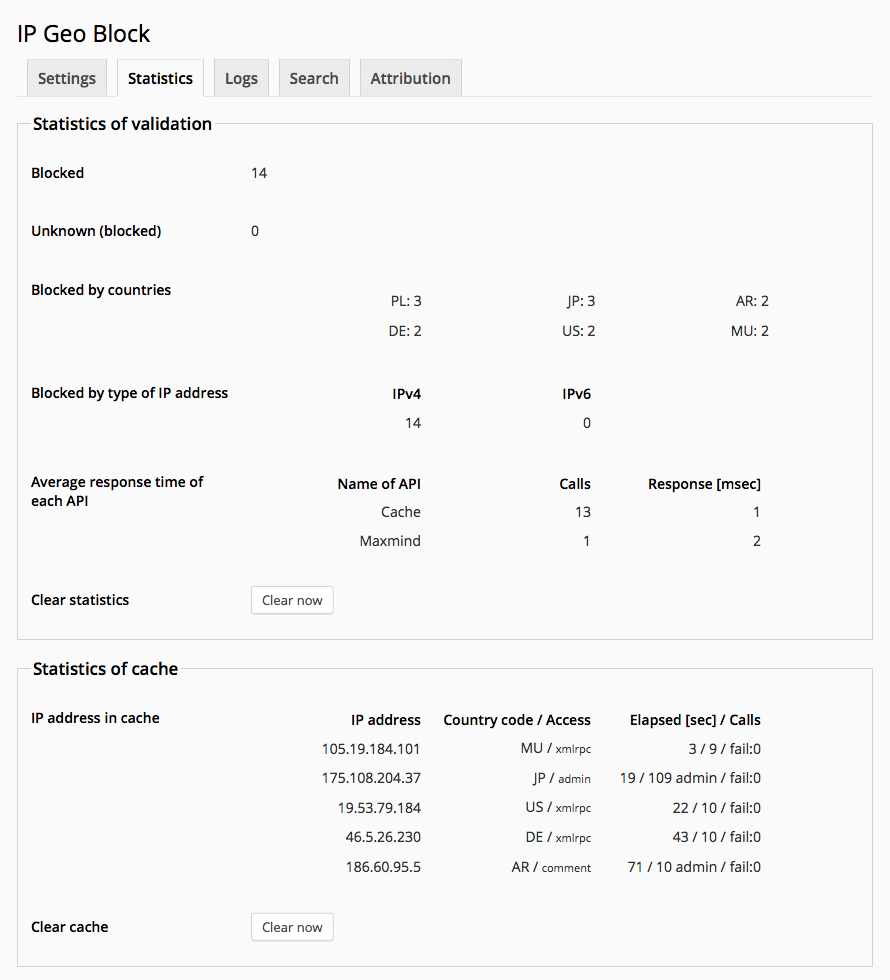 IP Geo Block
Settings Statistics Logs Search Attribution
Statistics of validation
Blocked 14
Unknown (blocked) 0
Blocked by countries
PL: 3 JP: 3 AR: 2
DE: 2 US: 2 MU: 2
Blocked by type of IP address IPv4 IPv6
14 0
Average response time of each API Name of API Calls Response [msec]
Cache 13 1
Maxmind 1 2
Clear statistics Clear now
Statistics of cache
IP address in cache IP address Country code / Access Elapsed [sec] / Calls
105.19.184.101 MU / xmlrpc 3 / 9 / fail:0
175.108.204.37 JP / admin 19 / 109 admin / fail:0
19.53.79.184 US / xmlrpc 22 / 10 / fail:0
46.5.26.230 DE / xmlrpc 43 / 10 / fail:0
186.60.95.5 AR / comment 71 / 10 admin / fail:0
Clear cache Clear now